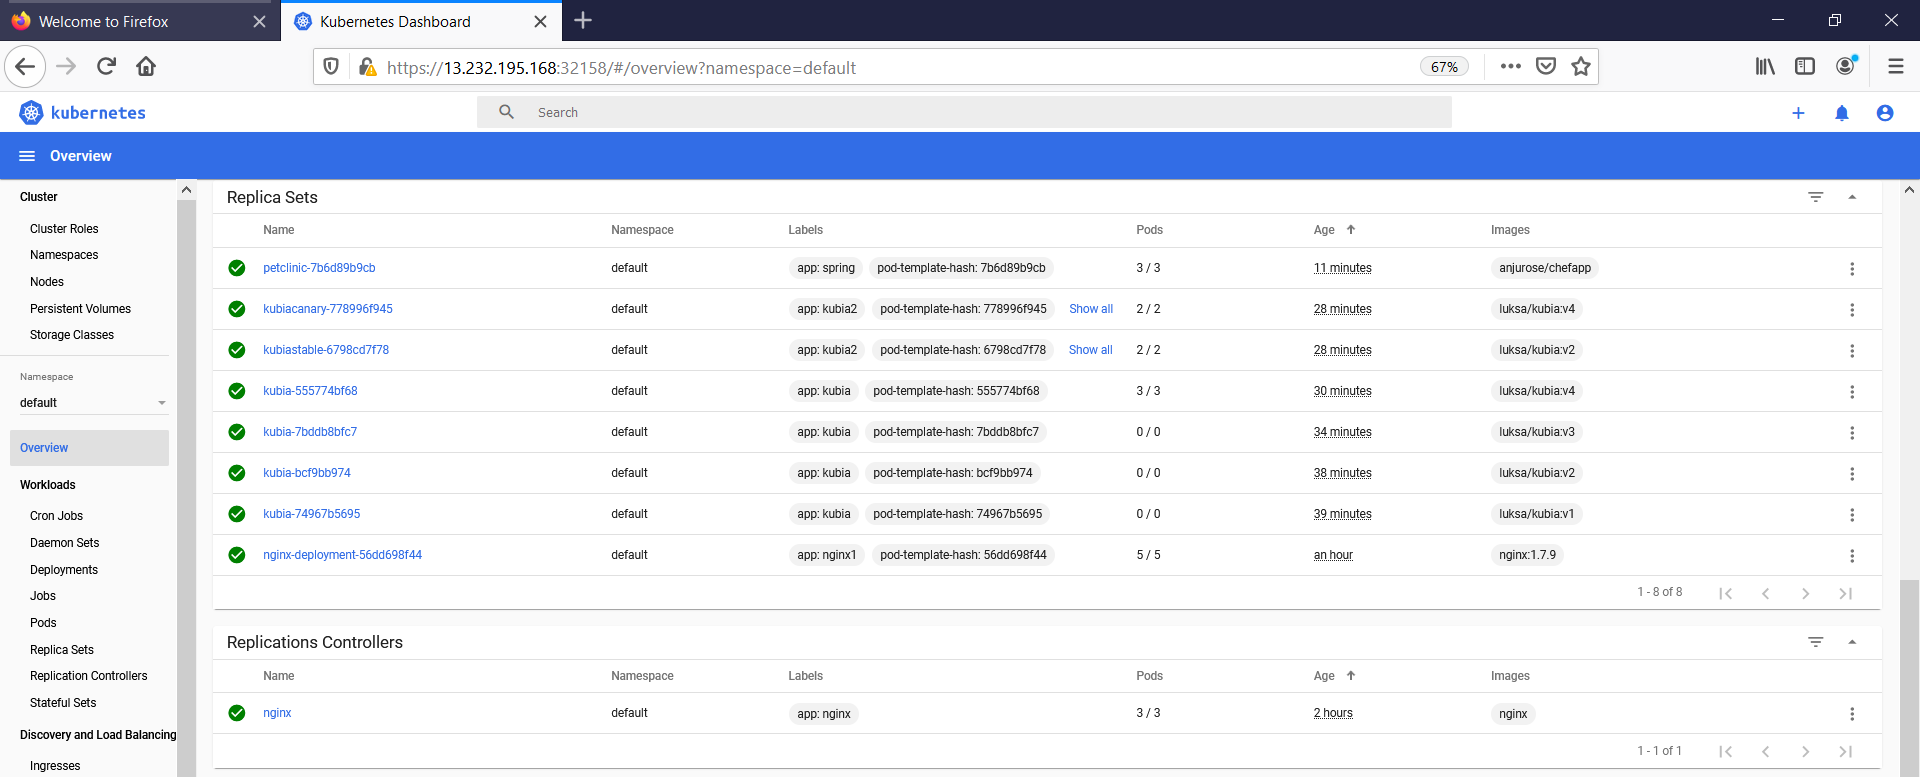 Welcome to Firefox
Kubernetes Dashboard
https://13.232.195.168:32158/#/overview?namespace=default
67%
kubernetes
Search
Overview
Cluster
Cluster Roles
Namespaces
Nodes
Persistent Volumes
Storage Classes
Namespace
default
Overview
Workloads
Cron Jobs
Daemon Sets
Deployments
Jobs
Pods
Replica Sets
Replication Controllers
Stateful Sets
Discovery and Load Balancing
Ingresses
Replica Sets
Name Namespace Labels Pods Age Images
petclinic-7b6d89b9cb default app: spring pod-template-hash: 7b6d89b9cb 3 / 3 11 minutes anjurose/chefapp
kubiacanary-778996f945 default app: kubia2 pod-template-hash: 778996f945 Show all 2 / 2 28 minutes luksa/kubia:v4
kubiastable-6798cd7f78 default app: kubia2 pod-template-hash: 6798cd7f78 Show all 2 / 2 28 minutes luksa/kubia:v2
kubia-555774bf68 default app: kubia pod-template-hash: 555774bf68 3 / 3 30 minutes luksa/kubia:v4
kubia-7bddb8bfc7 default app: kubia pod-template-hash: 7bddb8bfc7 0 / 0 34 minutes luksa/kubia:v3
kubia-bcf9bb974 default app: kubia pod-template-hash: bcf9bb974 0 / 0 38 minutes luksa/kubia:v2
kubia-74967b5695 default app: kubia pod-template-hash: 74967b5695 0 / 0 39 minutes luksa/kubia:v1
nginx-deployment-56dd698f44 default app: nginx1 pod-template-hash: 56dd698f44 5 / 5 an hour nginx:1.7.9
1 - 8 of 8
Replications Controllers
Name Namespace Labels Pods Age Images
nginx default app: nginx 3 / 3 2 hours nginx
1 - 1 of 1